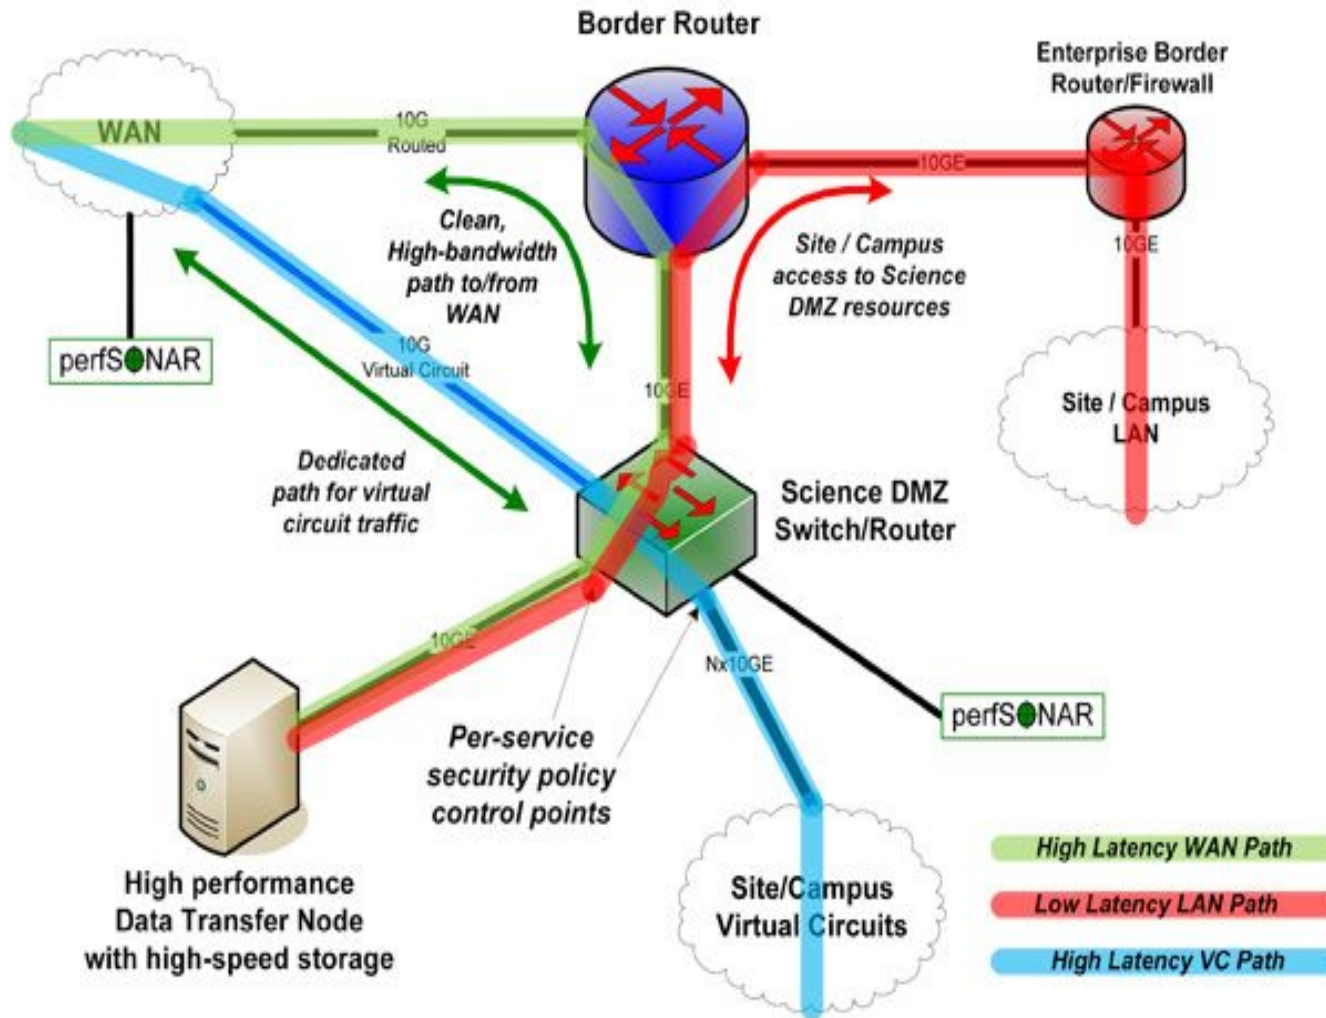 Border Router
Enterprise Border
Router/Firewall
WAN
10G
Routed
10GE
Clean,
High-bandwidth
path to/from
WAN
Site / Campus
access to Science
DMZ resources
10GE
perfSONAR
10G
Virtual Circuit
10GE
Site / Campus
LAN
Dedicated
path for virtual
circuit traffic
Science DMZ
Switch/Router
10GE
Nx10GE
perfSONAR
Per-service
security policy
control points
High performance
Data Transfer Node
with high-speed storage
Site/Campus
Virtual Circuits
High Latency WAN Path
Low Latency LAN Path
High Latency VC Path